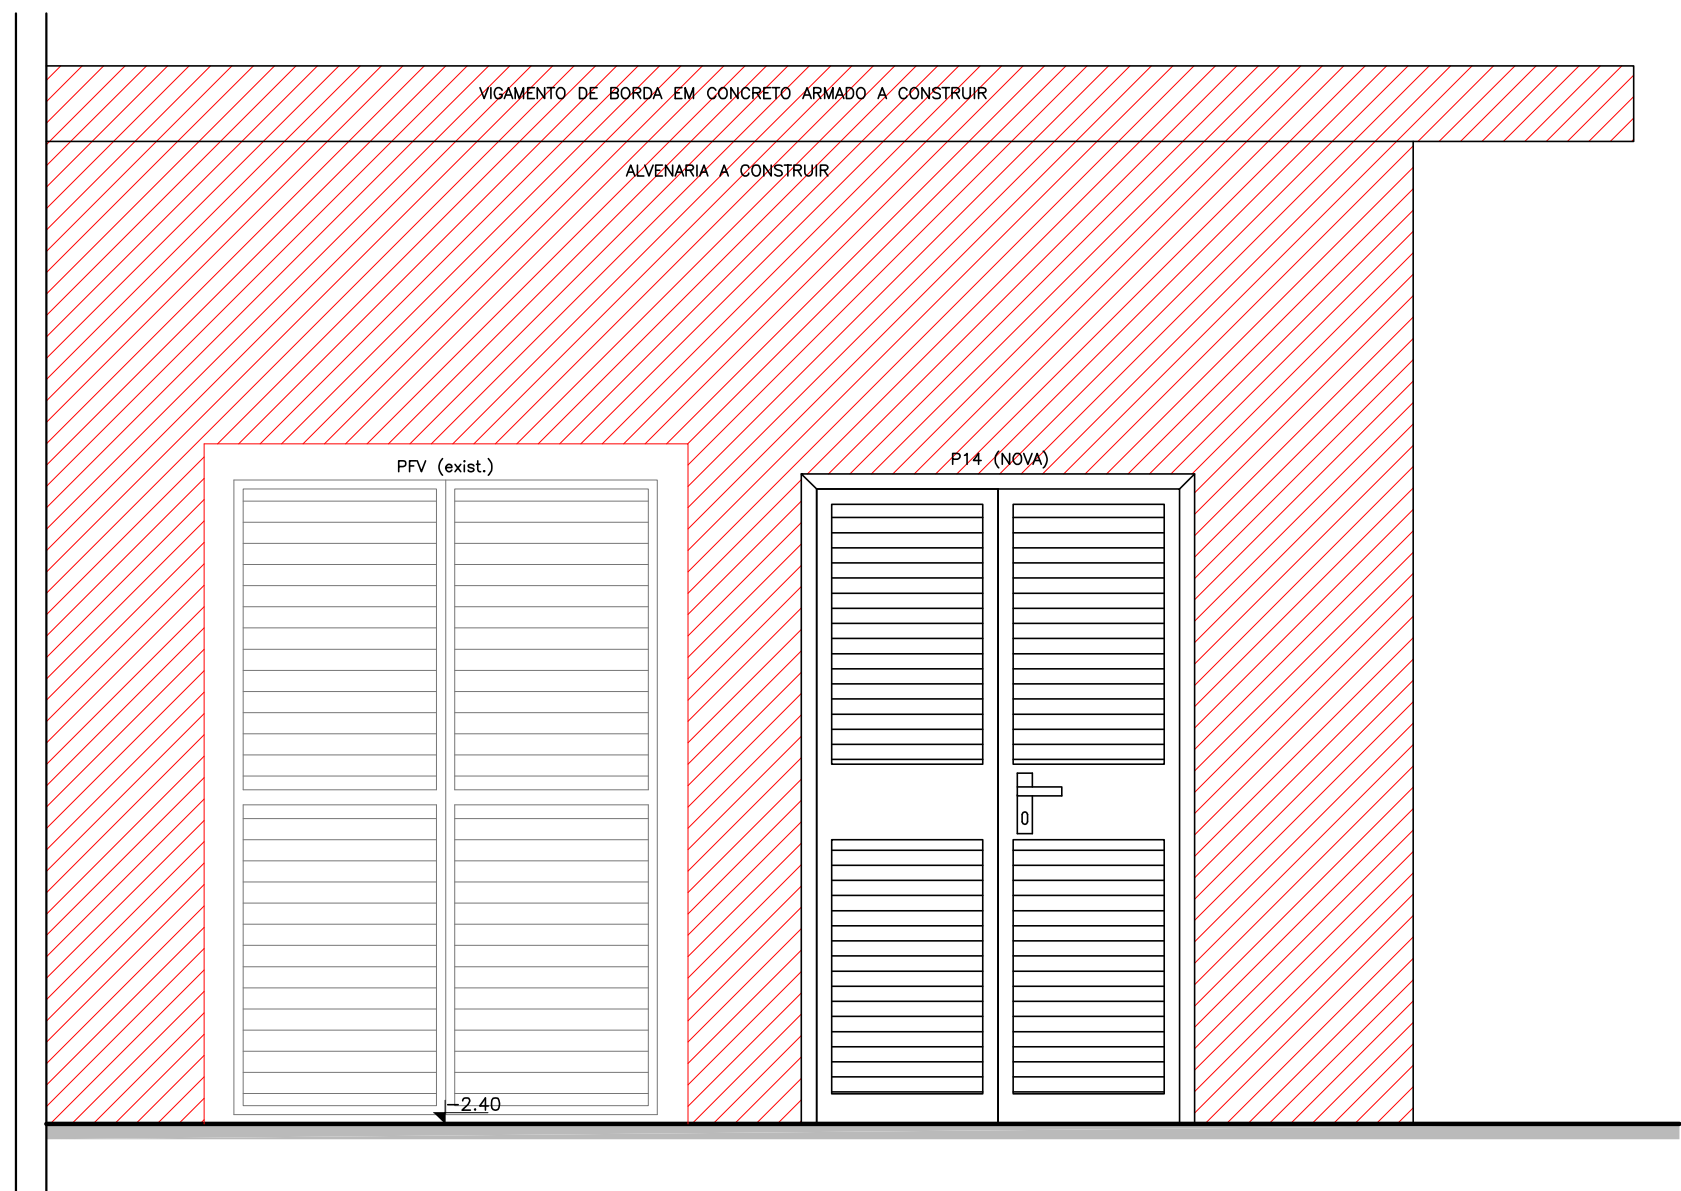 VIGAMENTO DE BORDA EM CONCRETO ARMADO A CONSTRUIR
ALVENARIA A CONSTRUIR
PFV (exist.)
P14 (NOVA)
-2.40